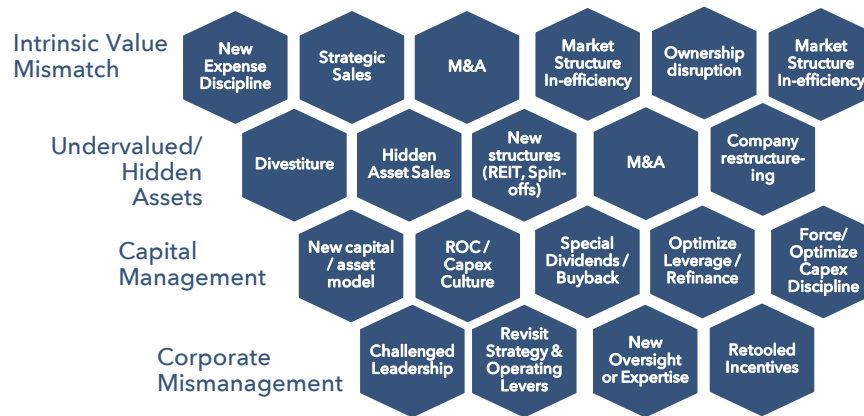 Intrinsic Value
Mismatch
New
Expense
Discipline
Strategic
Sales
M&A
Market
Structure
In-efficiency
Ownership
disruption
Market
Structure
In-efficiency
Undervalued/
Hidden
Assets
Divestiture
Hidden
Asset Sales
New
structures
(REIT, Spin-
offs)
M&A
Company
restructure-
ing
Capital
Management
New capital
/ asset
model
ROC /
Capex
Culture
Special
Dividends /
Buyback
Optimize
Leverage /
Refinance
Force/
Optimize
Capex
Discipline
Corporate
Mismanagement
Challenged
Leadership
Revisit
Strategy &
Operating
Levers
New
Oversight
or Expertise
Retooled
Incentives